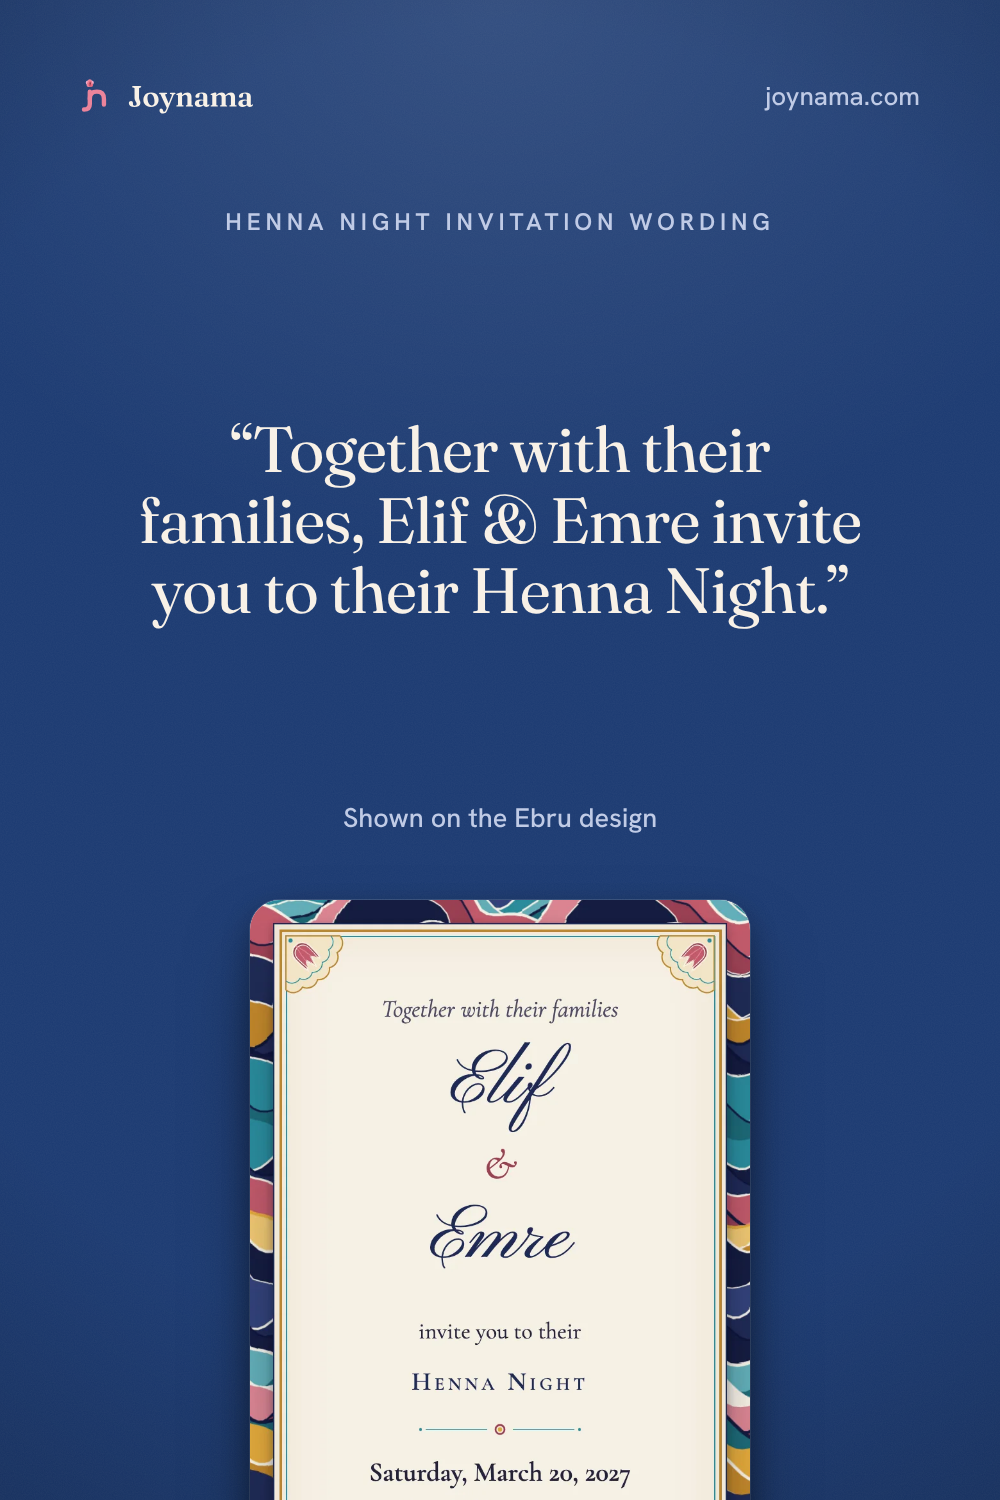 Joynama
joynama.com
HENNA NIGHT INVITATION WORDING
“Together with their
families, Elif & Emre invite
you to their Henna Night.”
Shown on the Ebru design
Together with their families
Elif
&
Emre
invite you to their
Henna Night
Saturday, March 20, 2027